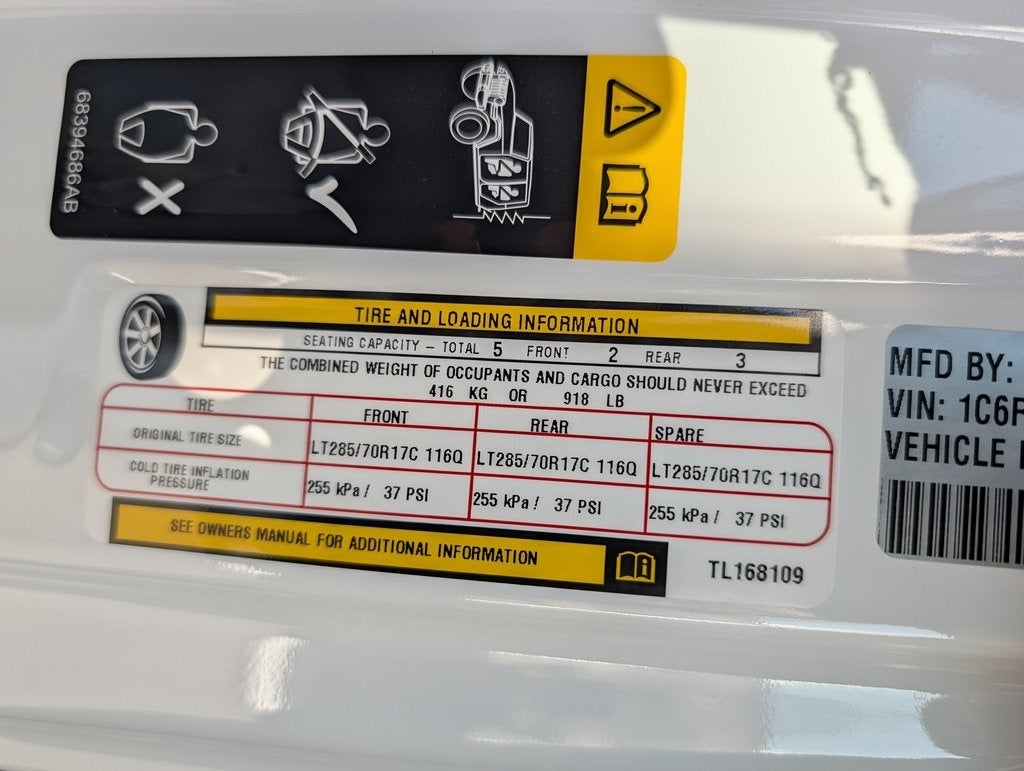 68394686AB
TIRE AND LOADING INFORMATION
SEATING CAPACITY – TOTAL 5 FRONT 2 REAR 3
THE COMBINED WEIGHT OF OCCUPANTS AND CARGO SHOULD NEVER EXCEED
416 KG OR 918 LB
TIRE FRONT REAR SPARE
ORIGINAL TIRE SIZE LT285/70R17C 116Q LT285/70R17C 116Q LT285/70R17C 116Q
COLD TIRE INFLATION PRESSURE 255 kPa / 37 PSI 255 kPa / 37 PSI 255 kPa / 37 PSI
SEE OWNERS MANUAL FOR ADDITIONAL INFORMATION
TL168109
MFD BY:
VIN: 1C6R
VEHICLE